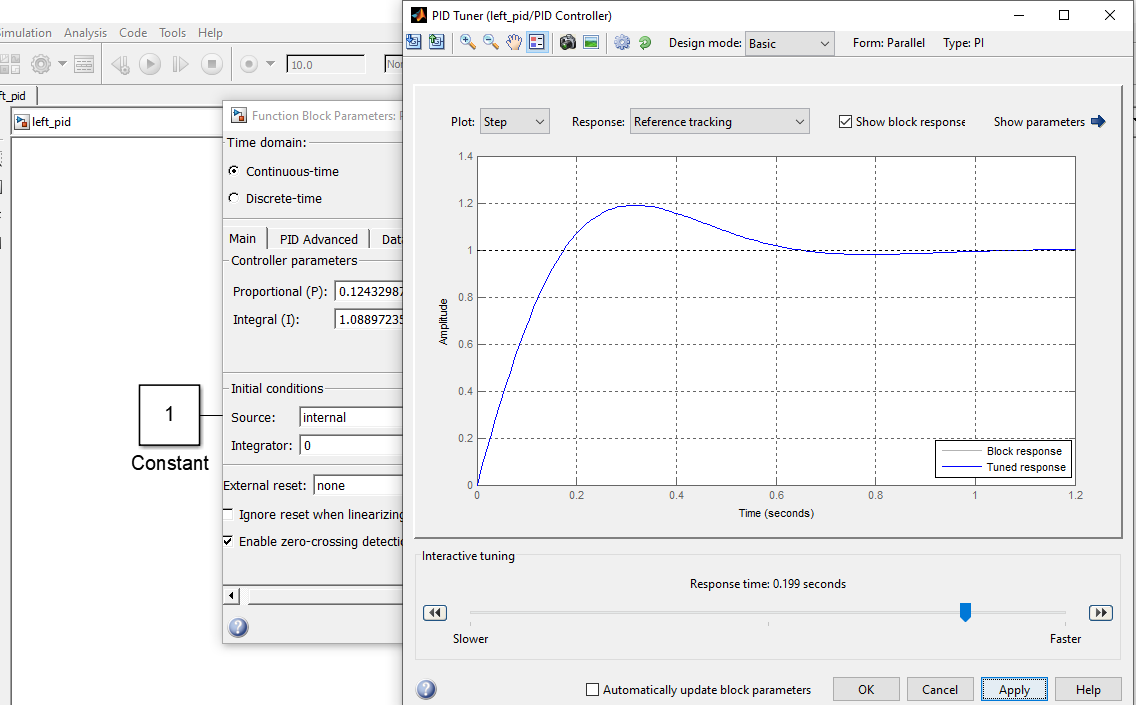 PID Tuner (left_pid/PID Controller)
Simulation Analysis Code Tools Help
10.0
Design mode: Basic Form: Parallel Type: PI
left_pid
Function Block Parameters:
Time domain:
Continuous-time
Discrete-time
Main PID Advanced
Controller parameters
Proportional (P): 0.12432987
Integral (I): 1.08897235
Initial conditions
Source: internal
Integrator: 0
External reset: none
Ignore reset when linearizing
Enable zero-crossing detectio
1
Constant
Plot: Step Response: Reference tracking Show block response Show parameters
1.4
1.2
1
0.8
0.6
0.4
0.2
0
Amplitude
0 0.2 0.4 0.6 0.8 1 1.2
Time (seconds)
Block response
Tuned response
Interactive tuning
Response time: 0.199 seconds
Slower Faster
Automatically update block parameters OK Cancel Apply Help